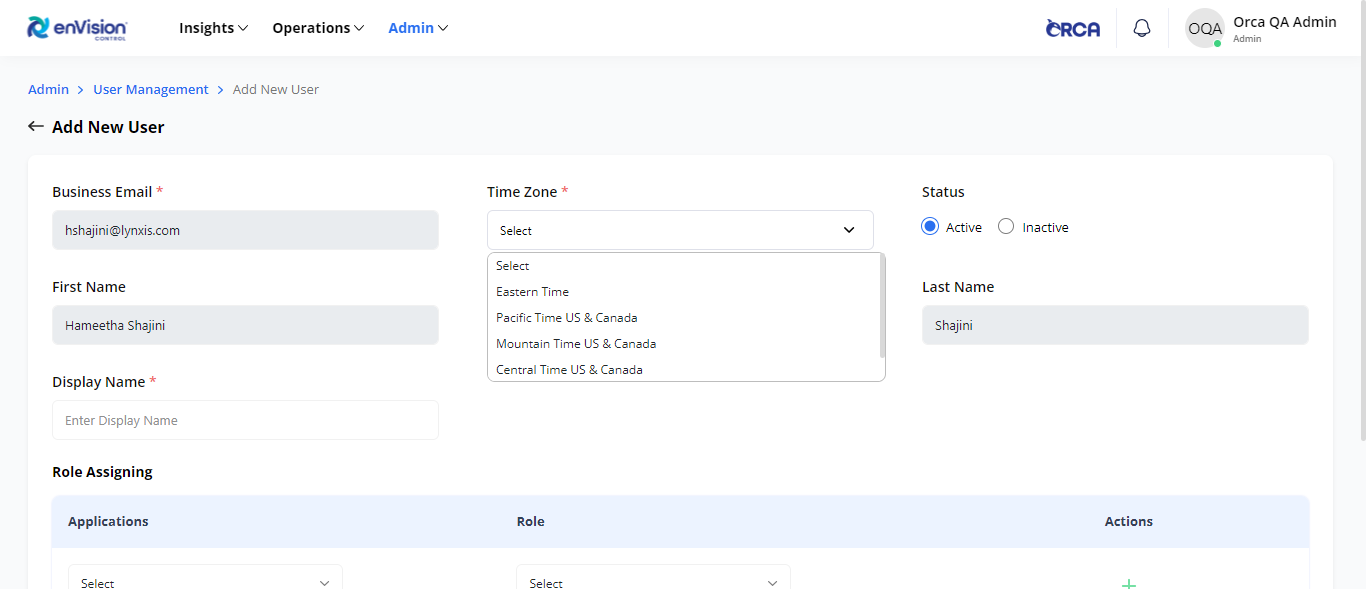 enVision
CONTROL
Insights
Operations
Admin
ORCA
OQA
Orca QA Admin
Admin
Admin > User Management > Add New User
← Add New User
Business Email *
Time Zone *
Status
hshajini@lynxis.com
Select
Active
Inactive
Select
First Name
Eastern Time
Last Name
Hameetha Shajini
Pacific Time US & Canada
Shajini
Mountain Time US & Canada
Central Time US & Canada
Display Name *
Enter Display Name
Role Assigning
Applications
Role
Actions
Select
Select
+